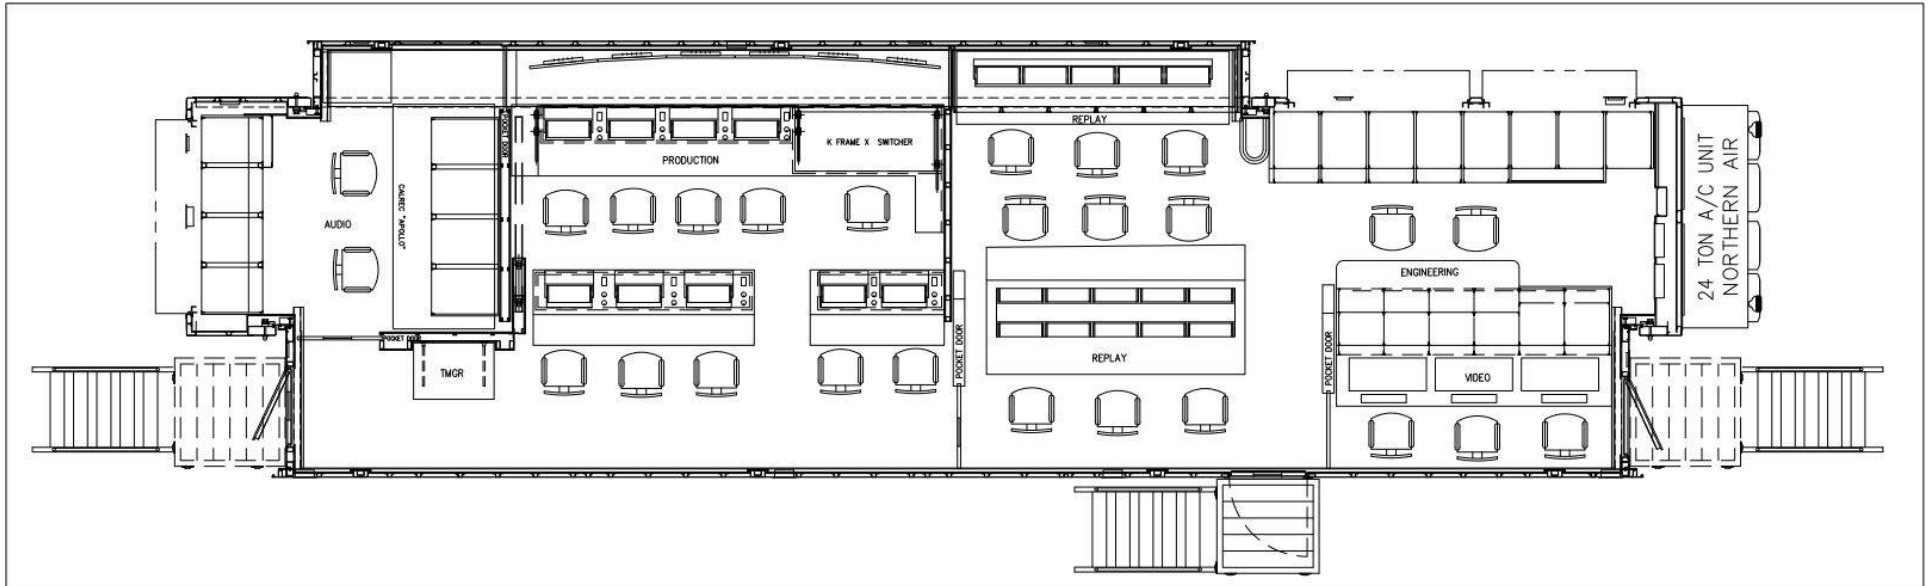 REPLAY
POCKET DOOR
PRODUCTION
K FRAME X SWITCHER
24 TON A/C UNIT
NORTHERN AIR
AUDIO
CALREC "APOLLO"
ENGINEERING
POCKET DOOR
POCKET DOOR
POCKET DOOR
REPLAY
TMGR
VIDEO